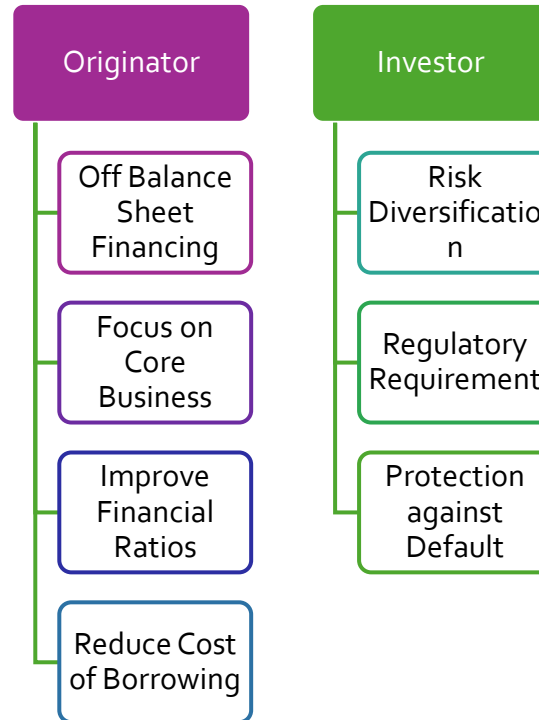 Originator
Off Balance
Sheet
Financing
Focus on
Core
Business
Improve
Financial
Ratios
Reduce Cost
of Borrowing
Investor
Risk
Diversificatio
n
Regulatory
Requirement
Protection
against
Default